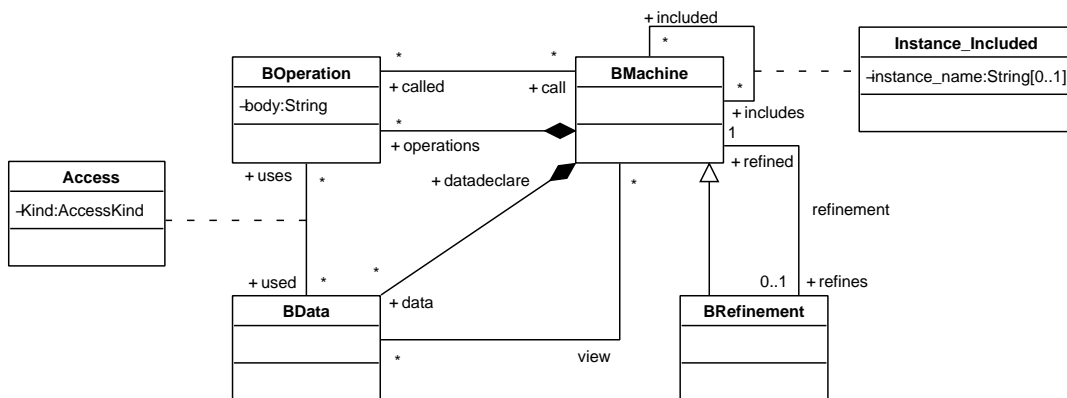 + included
*
*
*
BOperation
BMachine
Instance_Included
-body:String
+ called
+ call
-instance_name:String[0..1]
*
*
+ includes
+ operations
1
+ uses
*
+ datadeclare
*
+ refined
Access
-Kind:AccessKind
refinement
+ used
*
*
0..1
+ refines
BData
+ data
BRefinement
view
*